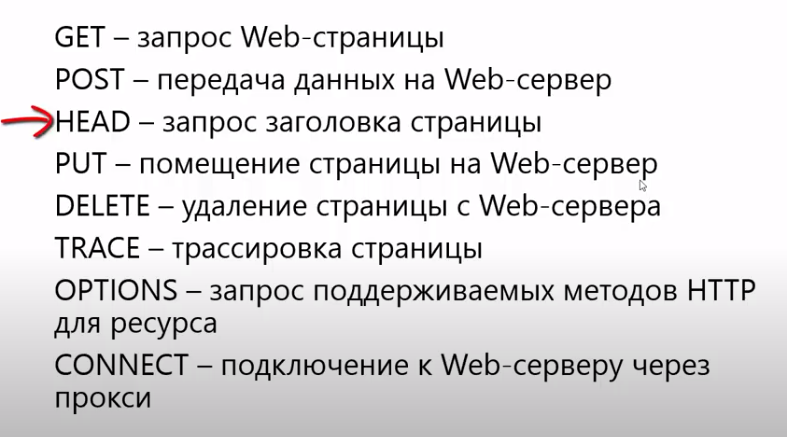 GET – запрос Web-страницы
POST – передача данных на Web-сервер
HEAD – запрос заголовка страницы
PUT – помещение страницы на Web-сервер
DELETE – удаление страницы с Web-сервера
TRACE – трассировка страницы
OPTIONS – запрос поддерживаемых методов HTTP
для ресурса
CONNECT – подключение к Web-серверу через
прокси